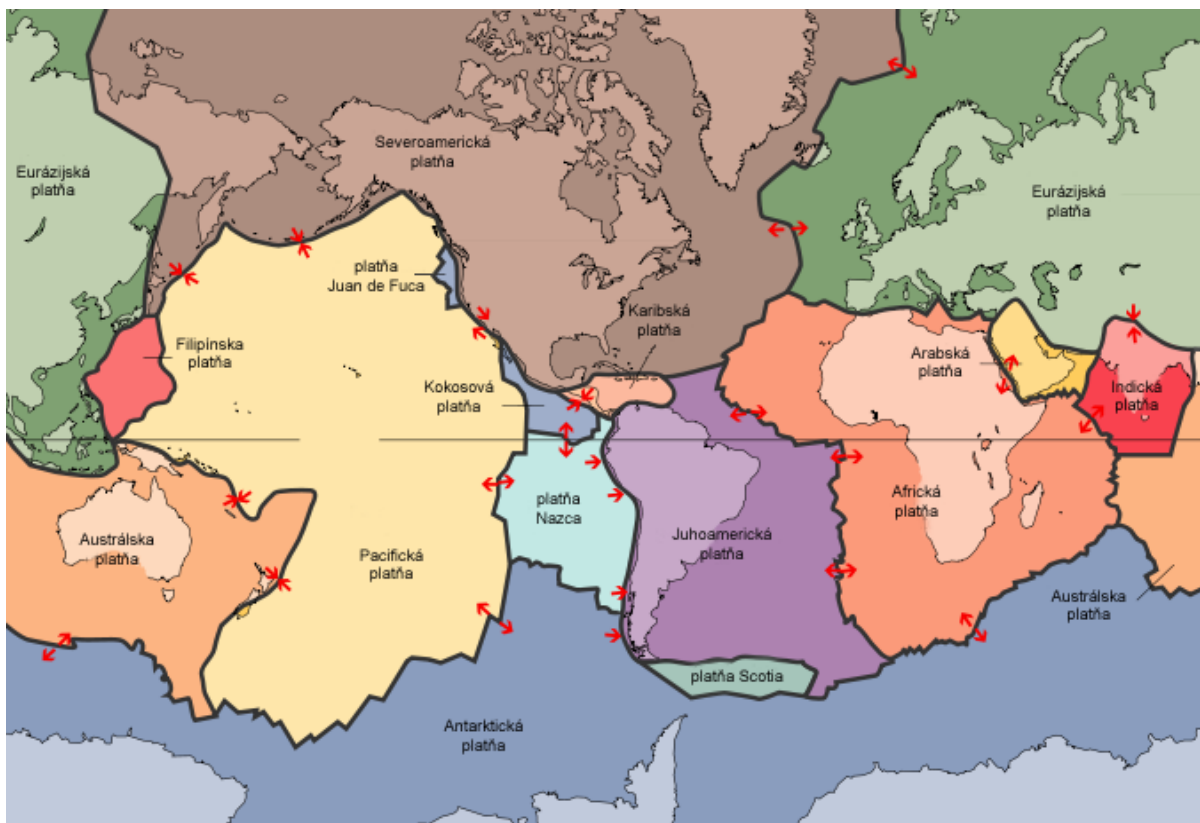 Severoamerická
platňa
Eurázijská
platňa
Eurázijská
platňa
platňa
Juan de Fuca
Karibská
platňa
Filipínska
platňa
Arabská
platňa
Kokosová
platňa
Indická
platňa
platňa
Nazca
Africká
platňa
Austrálska
platňa
Pacifická
platňa
Juhoamerická
platňa
Austrálska
platňa
platňa Scotia
Antarktická
platňa